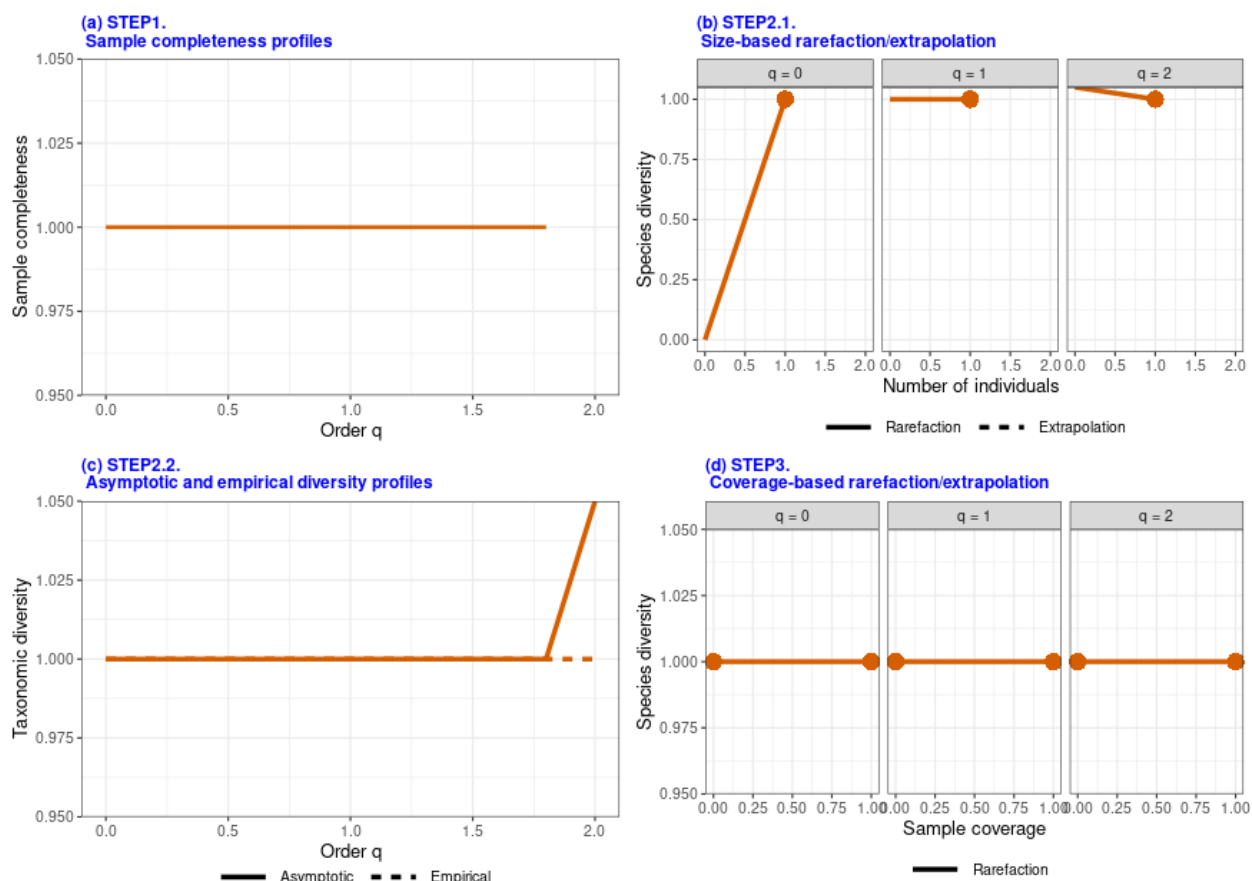 (a) STEP1.
Sample completeness profiles
1.050
1.025
1.000
0.975
0.950
Sample completeness
0.0 0.5 1.0 1.5 2.0
Order q
(b) STEP2.1.
Size-based rarefaction/extrapolation
q = 0 q = 1 q = 2
1.00
0.75
0.50
0.25
0.00
Species diversity
0.0 0.5 1.0 1.5 2.0 0.0 0.5 1.0 1.5 2.0 0.0 0.5 1.0 1.5 2.0
Number of individuals
Rarefaction Extrapolation
(c) STEP2.2.
Asymptotic and empirical diversity profiles
1.050
1.025
1.000
0.975
0.950
Taxonomic diversity
0.0 0.5 1.0 1.5 2.0
Order q
Asymptotic Empirical
(d) STEP3.
Coverage-based rarefaction/extrapolation
q = 0 q = 1 q = 2
1.050
1.025
1.000
0.975
0.950
Species diversity
0.00 0.25 0.50 0.75 1.00 0.00 0.25 0.50 0.75 1.00 0.00 0.25 0.50 0.75 1.00
Sample coverage
Rarefaction